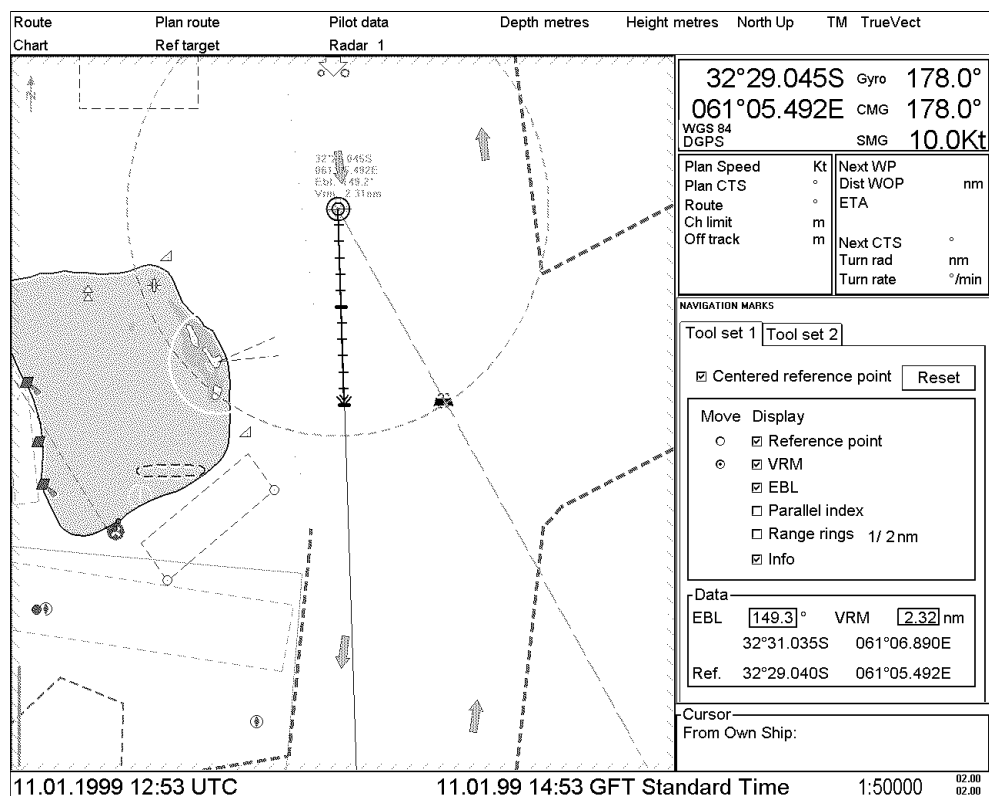 Route Plan route Pilot data Depth metres Height metres North Up TM TrueVect
Chart Ref target Radar 1
32°29.045S Gyro 178.0°
061°05.492E CMG 178.0°
WGS 84
DGPS SMG 10.0Kt
Plan Speed Kt
Plan CTS °
Route °
Ch limit m
Off track m
Next WP
Dist WOP nm
ETA
Next CTS °
Turn rad nm
Turn rate °/min
NAVIGATION MARKS
Tool set 1 Tool set 2
Centered reference point Reset
Move Display
Reference point
VRM
EBL
Parallel index
Range rings 1/ 2 nm
Info
Data
EBL 149.3 ° VRM 2.32 nm
32°31.035S 061°06.890E
Ref. 32°29.040S 061°05.492E
Cursor
From Own Ship:
Ebl 149.2°
Vrm 2.31nm
11.01.1999 12:53 UTC 11.01.99 14:53 GFT Standard Time 1:50000 02.00
02.00